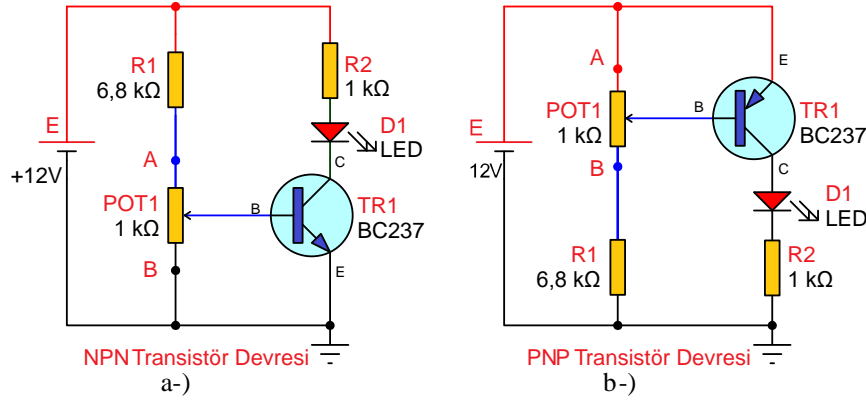 R1
6,8 kΩ
R2
1 kΩ
D1
LED
E
+12V
A
POT1
1 kΩ
B
B
C
E
TR1
BC237
NPN Transistör Devresi
a-)
A
POT1
1 kΩ
B
B
E
C
TR1
BC237
E
12V
D1
LED
R1
6,8 kΩ
R2
1 kΩ
PNP Transistör Devresi
b-)